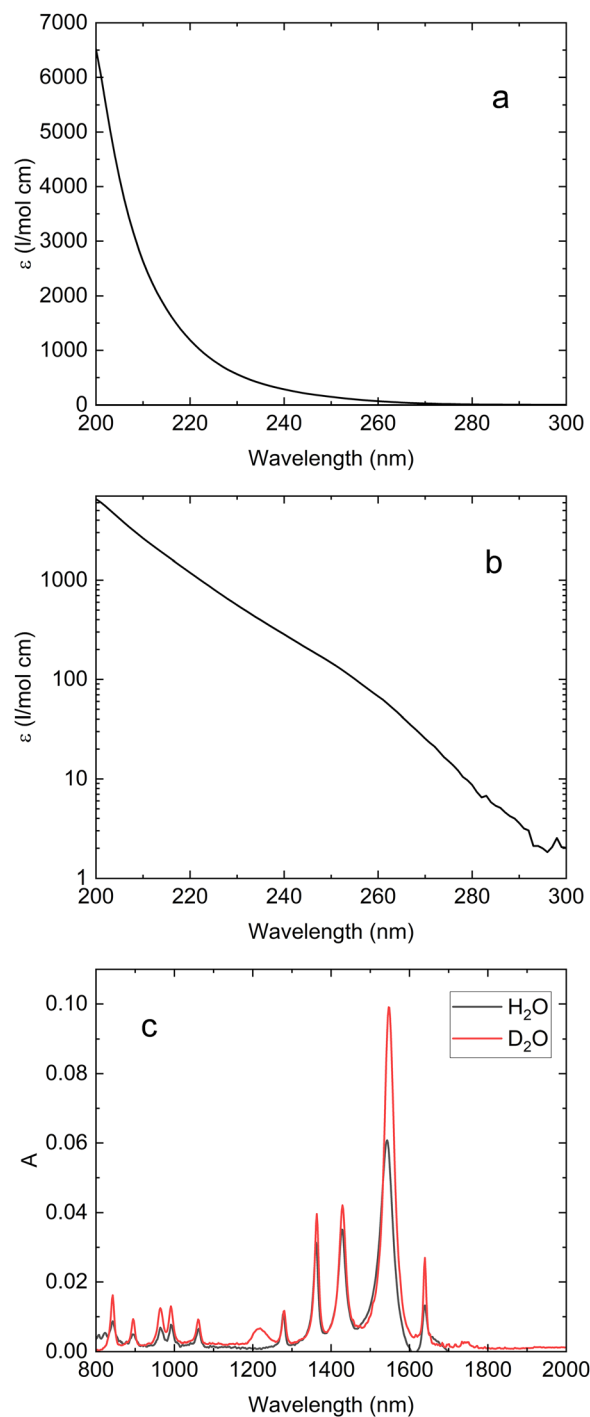 7000
6000
5000
4000
3000
2000
1000
0
ε (l/mol cm)
a
200 220 240 260 280 300
Wavelength (nm)
1000
100
10
1
ε (l/mol cm)
b
200 220 240 260 280 300
Wavelength (nm)
0.10
0.08
0.06
0.04
0.02
0.00
A
c
H₂O
D₂O
800 1000 1200 1400 1600 1800 2000
Wavelength (nm)